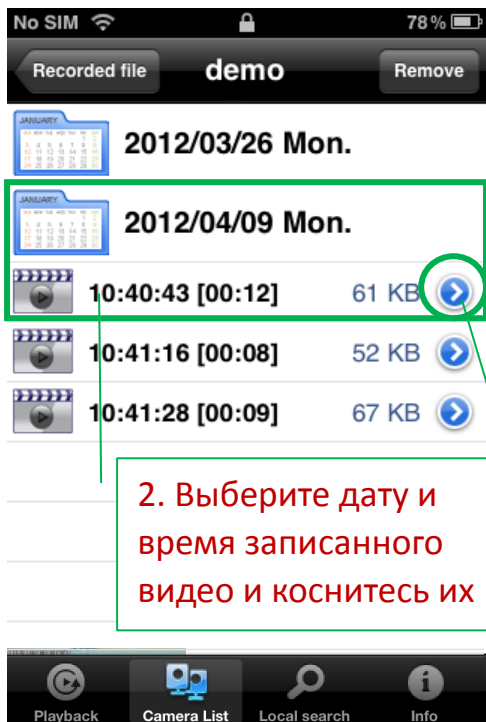 No SIM 78%
Recorded file demo Remove
JANUARY
2012/03/26 Mon.
JANUARY
2012/04/09 Mon.
10:40:43 [00:12] 61 KB
10:41:16 [00:08] 52 KB
10:41:28 [00:09] 67 KB
2. Выберите дату и
время записанного
видео и коснитесь их
Playback Camera List Local search Info